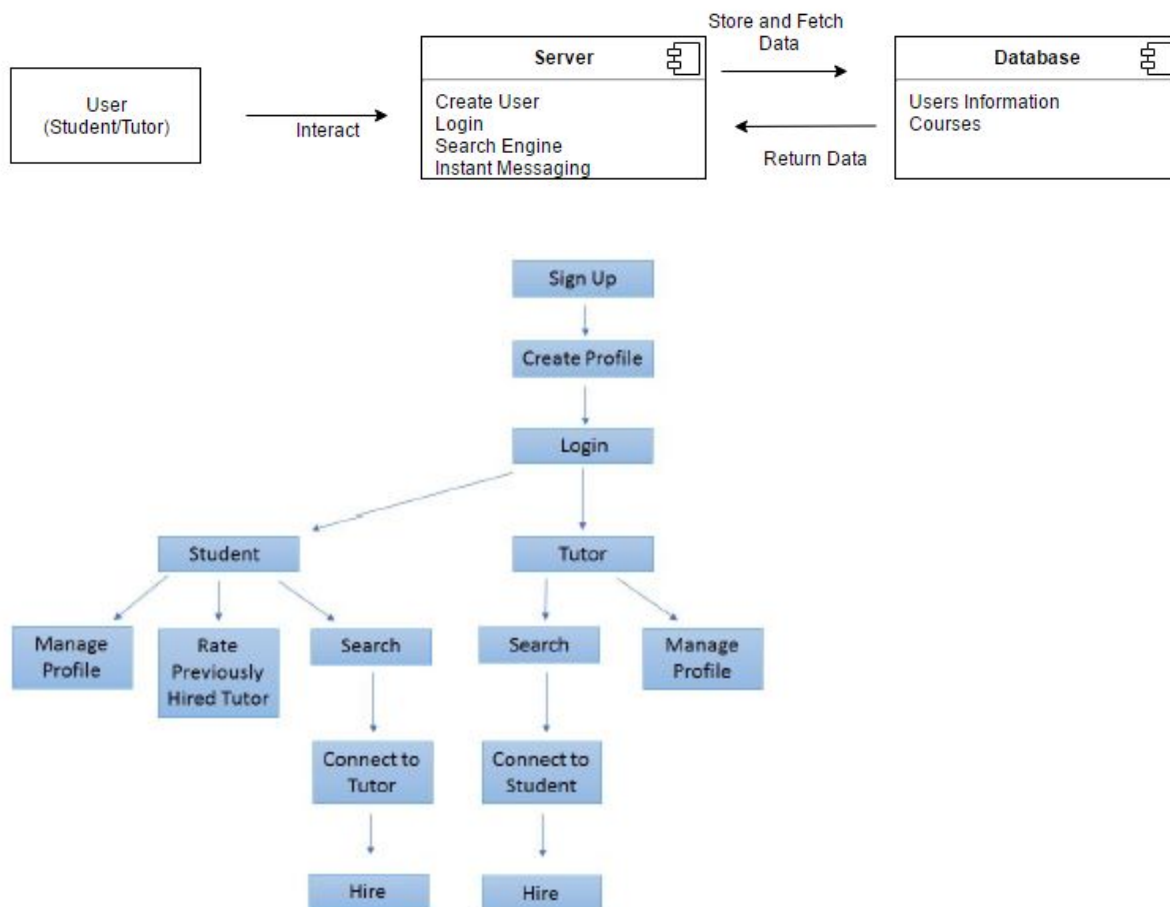 Store and Fetch
Data
Server
Database
User
(Student/Tutor)
Interact
Create User
Login
Search Engine
Instant Messaging
Users Information
Courses
Return Data
Sign Up
Create Profile
Login
Student
Tutor
Manage
Profile
Rate
Previously
Hired Tutor
Search
Search
Manage
Profile
Connect to
Tutor
Connect to
Student
Hire
Hire